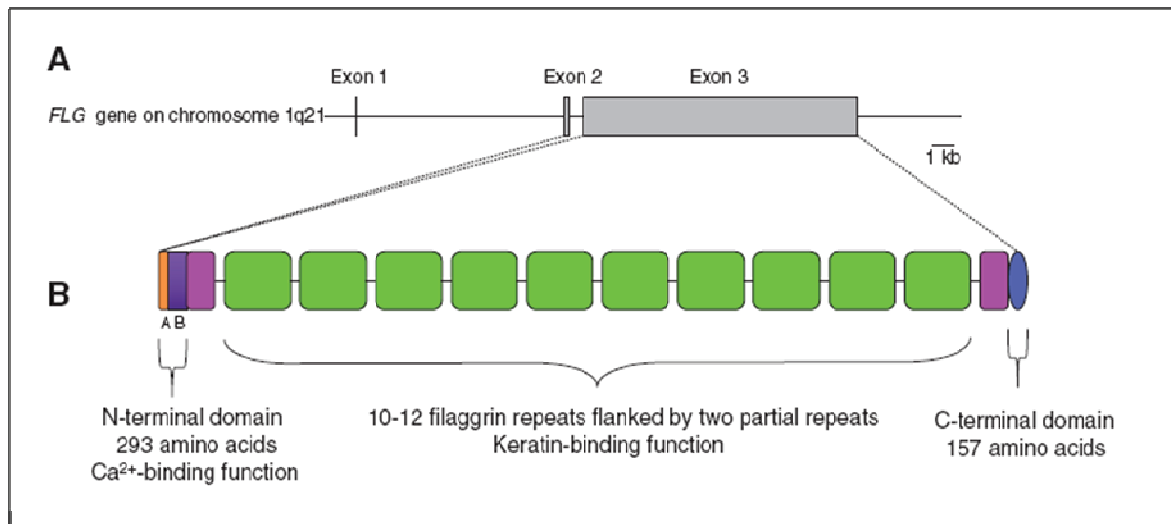 A
Exon 1
Exon 2
Exon 3
FLG gene on chromosome 1q21
1 kb
B
A B
N-terminal domain
293 amino acids
Ca²⁺-binding function
10-12 filaggrin repeats flanked by two partial repeats
Keratin-binding function
C-terminal domain
157 amino acids